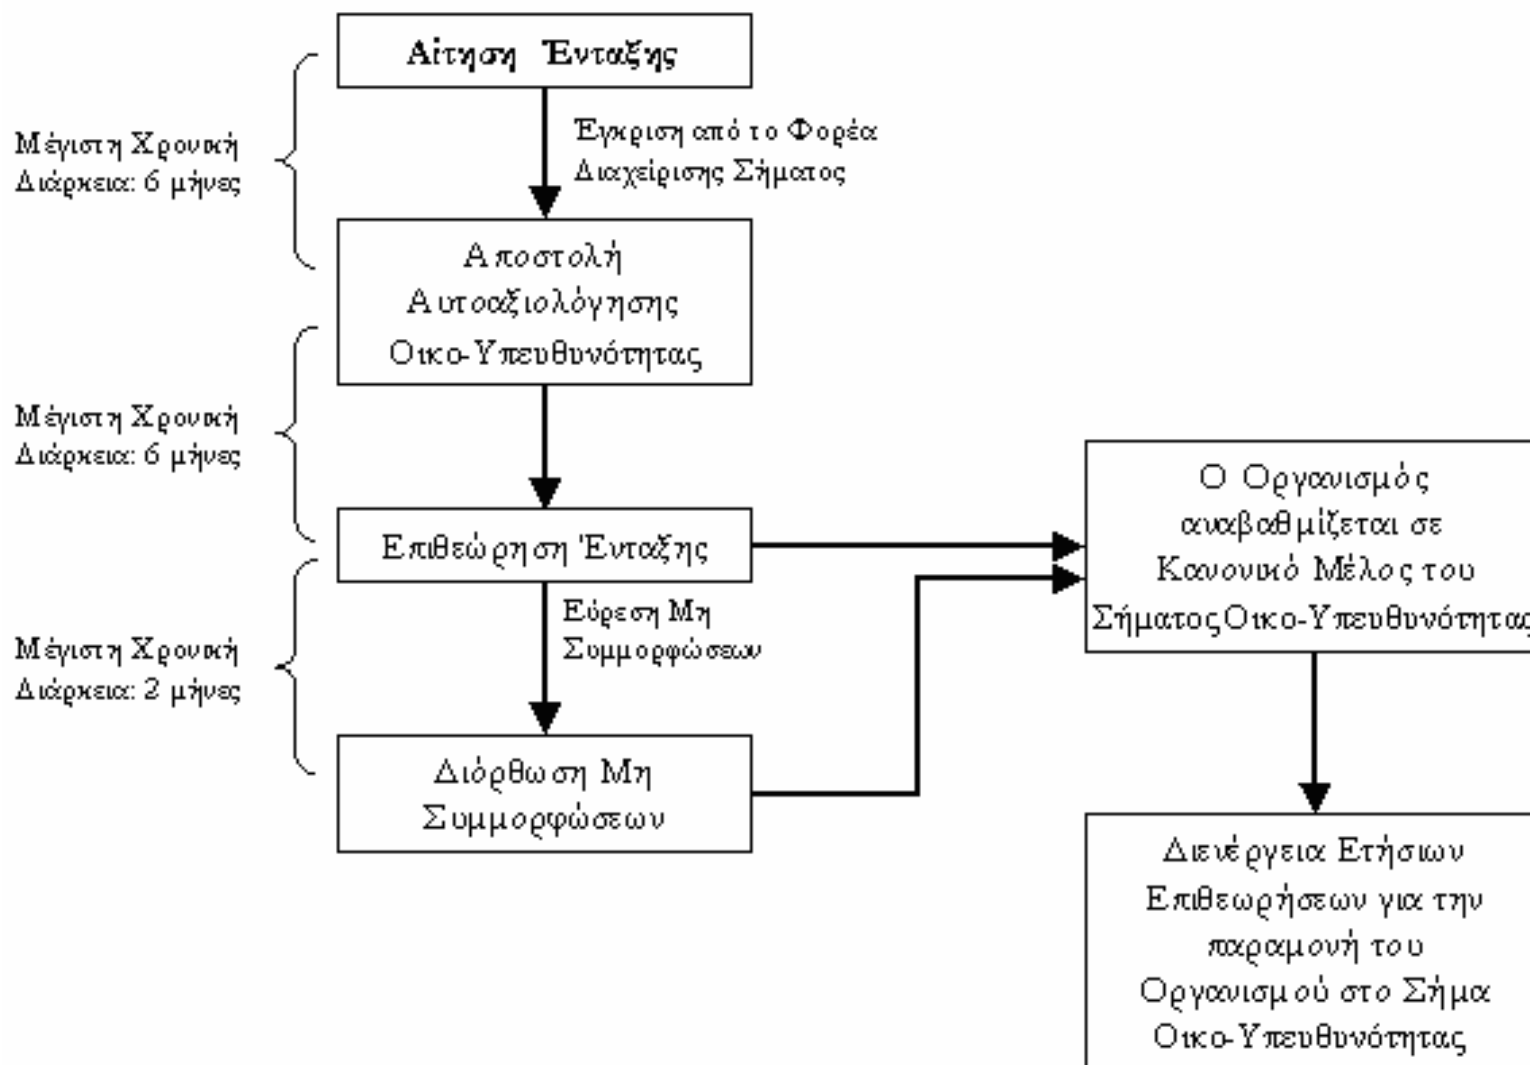 Αίτηση Ένταξης
Μέγιστη Χρονική
Διάρκεια: 6 μήνες
Έγκριση από το Φορέα
Διαχείρισης Σήματος
Αποστολή
Αυτοαξιολόγησης
Οικο-Υπευθυνότητας
Μέγιστη Χρονική
Διάρκεια: 6 μήνες
Επιθεώρηση Ένταξης
Εύρεση Μη
Συμμορφώσεων
Μέγιστη Χρονική
Διάρκεια: 2 μήνες
Διόρθωση Μη
Συμμορφώσεων
Ο Οργανισμός
αναβαθμίζεται σε
Κανονικό Μέλος του
Σήματος Οικο-Υπευθυνότητας
Διενέργεια Ετήσιων
Επιθεωρήσεων για την
παραμονή του
Οργανισμού στο Σήμα
Οικο-Υπευθυνότητας